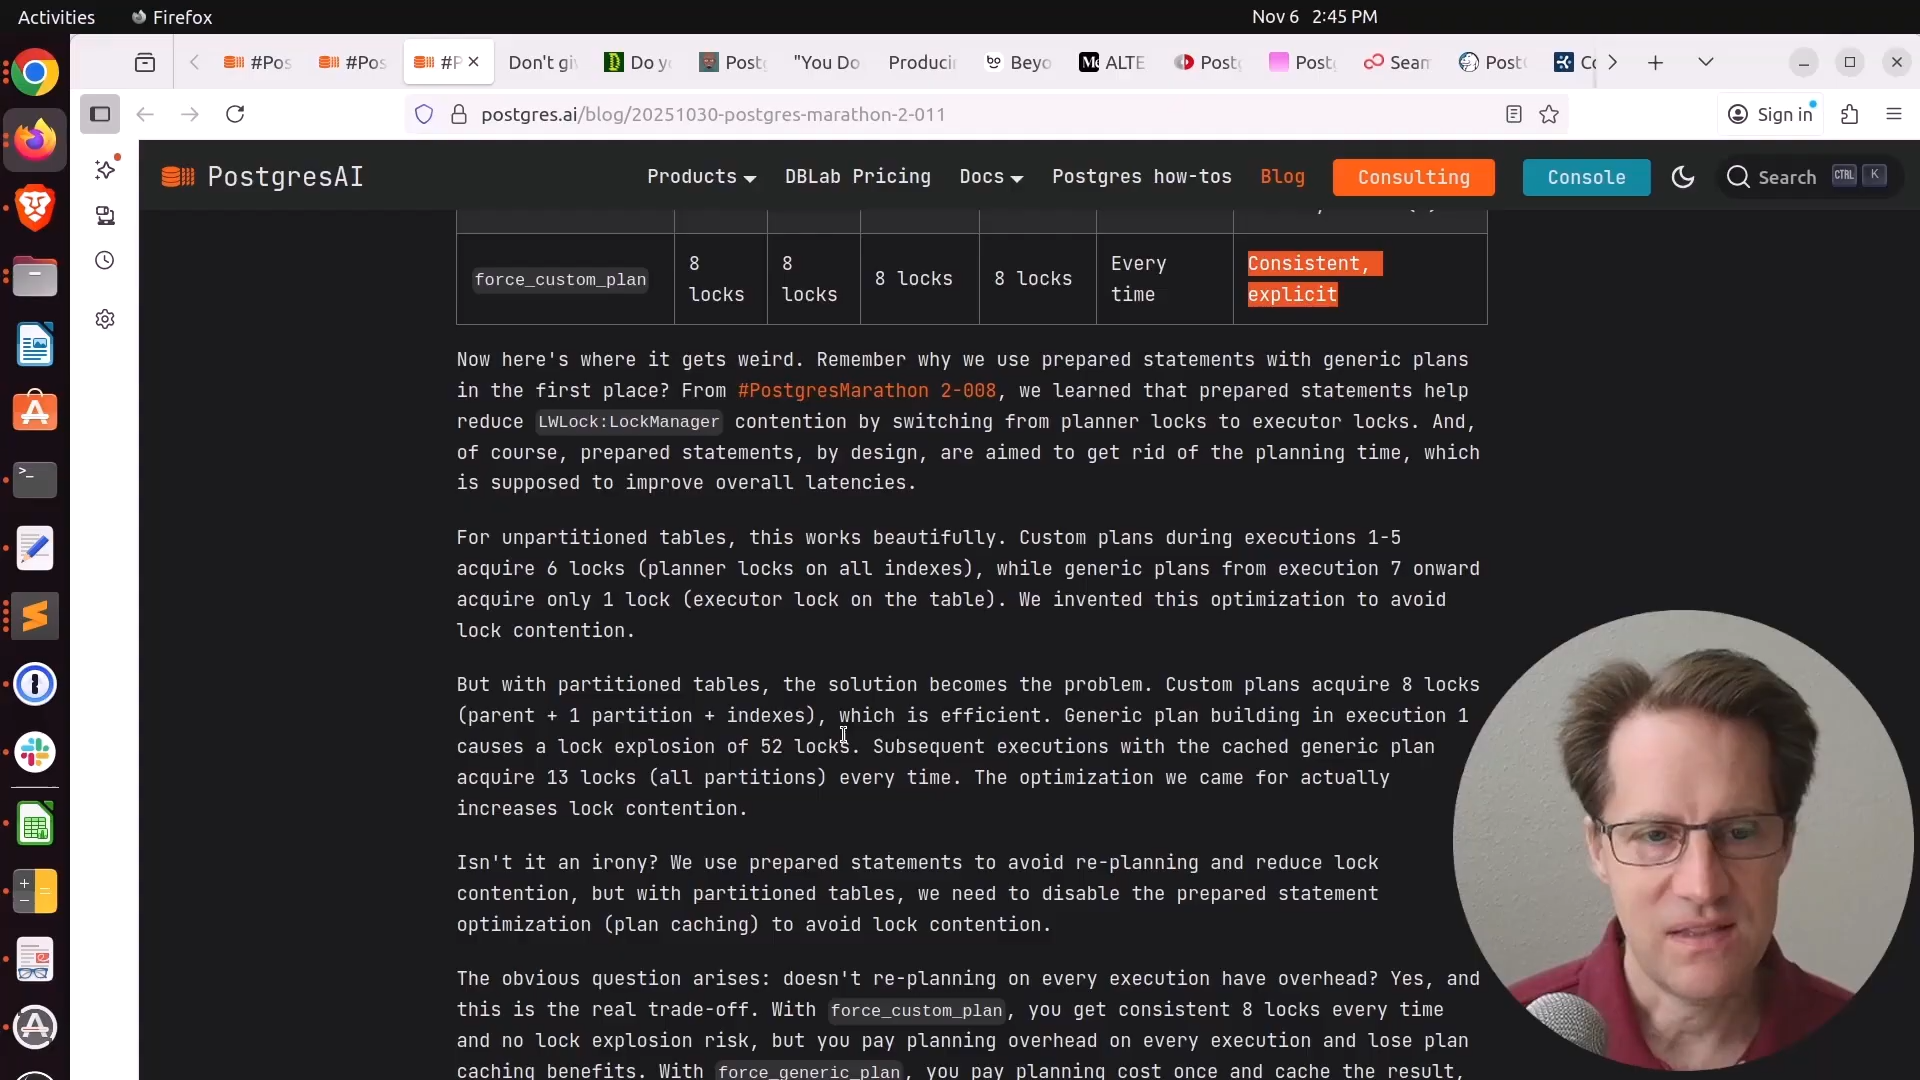 Activities
Firefox
Nov 6 2:45 PM
#Pos
#Pos
#P
Don't gi
Do y
Post
"You Do
Produci
Beyo
ALTE
Post
Post
Sean
Post
Co
postgres.ai/blog/20251030-postgres-marathon-2-011
Sign in
PostgresAI
Products
DBLab Pricing
Docs
Postgres how-tos
Blog
Consulting
Console
Search
CTRL
K
force_custom_plan
8 locks
8 locks
8 locks
8 locks
Every time
Consistent, explicit
Now here's where it gets weird. Remember why we use prepared statements with generic plans
in the first place? From #PostgresMarathon 2-008, we learned that prepared statements help
reduce LWLock:LockManager contention by switching from planner locks to executor locks. And,
of course, prepared statements, by design, are aimed to get rid of the planning time, which
is supposed to improve overall latencies.
For unpartitioned tables, this works beautifully. Custom plans during executions 1-5
acquire 6 locks (planner locks on all indexes), while generic plans from execution 7 onward
acquire only 1 lock (executor lock on the table). We invented this optimization to avoid
lock contention.
But with partitioned tables, the solution becomes the problem. Custom plans acquire 8 locks
(parent + 1 partition + indexes), which is efficient. Generic plan building in execution 1
causes a lock explosion of 52 locks. Subsequent executions with the cached generic plan
acquire 13 locks (all partitions) every time. The optimization we came for actually
increases lock contention.
Isn't it an irony? We use prepared statements to avoid re-planning and reduce lock
contention, but with partitioned tables, we need to disable the prepared statement
optimization (plan caching) to avoid lock contention.
The obvious question arises: doesn't re-planning on every execution have overhead? Yes, and
this is the real trade-off. With force_custom_plan, you get consistent 8 locks every time
and no lock explosion risk, but you pay planning overhead on every execution and lose plan
caching benefits. With force_generic_plan, you pay planning cost once and cache the result,